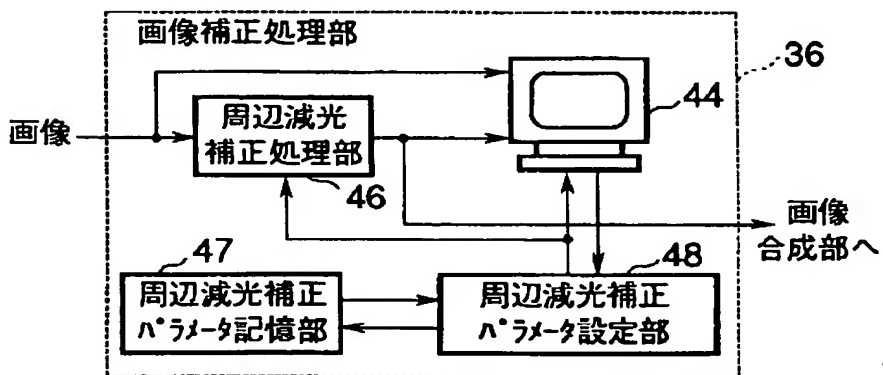 画像補正処理部
36
44
画像
周辺減光
補正処理部
46
画像
合成部へ
47
48
周辺減光補正
パラメータ記憶部
周辺減光補正
パラメータ設定部